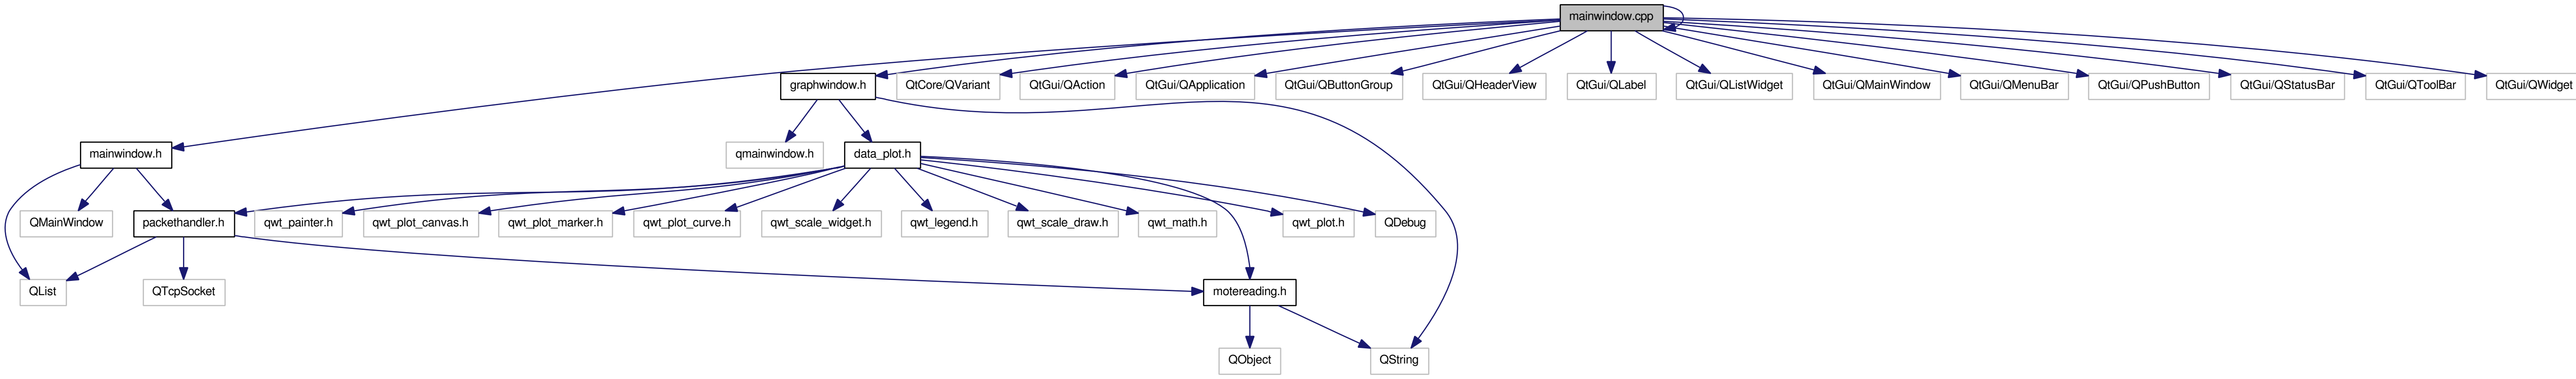 mainwindow.cpp
graphwindow.h
QtCore/QVariant
QtGui/QAction
QtGui/QApplication
QtGui/QButtonGroup
QtGui/QHeaderView
QtGui/QLabel
QtGui/QListWidget
QtGui/QMainWindow
QtGui/QMenuBar
QtGui/QPushButton
QtGui/QStatusBar
QtGui/QToolBar
QtGui/QWidget
mainwindow.h
qmainwindow.h
data_plot.h
QMainWindow
packethandler.h
qwt_painter.h
qwt_plot_canvas.h
qwt_plot_marker.h
qwt_plot_curve.h
qwt_scale_widget.h
qwt_legend.h
qwt_scale_draw.h
qwt_math.h
qwt_plot.h
QDebug
QList
QTcpSocket
motereading.h
QObject
QString